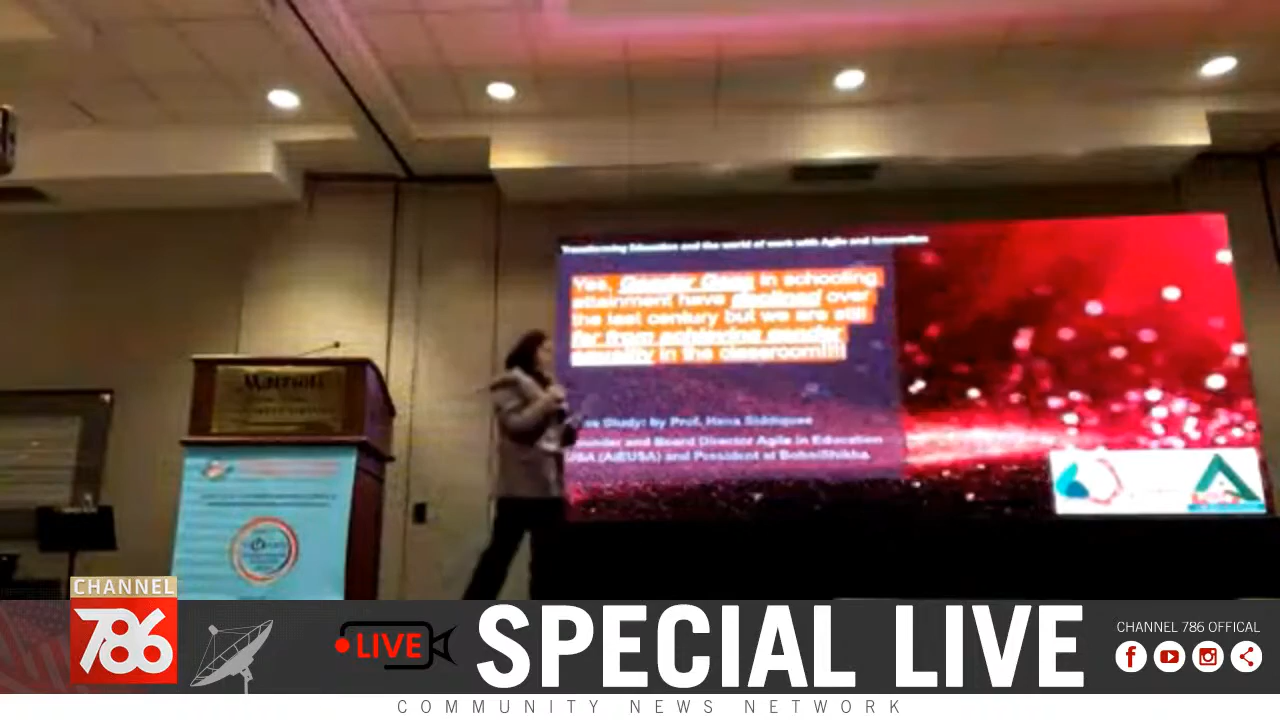 Transforming Education and the world of work with Agile and Innovation
Yes, Gender Gaps in schooling
attainment have declined over
the last century but we are still
far from achieving gender
equality in the classroom!!!!
Study: by Prof. Hena Siddiquee
and Board Director Agile in Education
USA (AiEUSA) and President at BobaiShikha.
Marriott
CHANNEL
786
LIVE
SPECIAL LIVE
CHANNEL 786 OFFICAL
COMMUNITY NEWS NETWORK